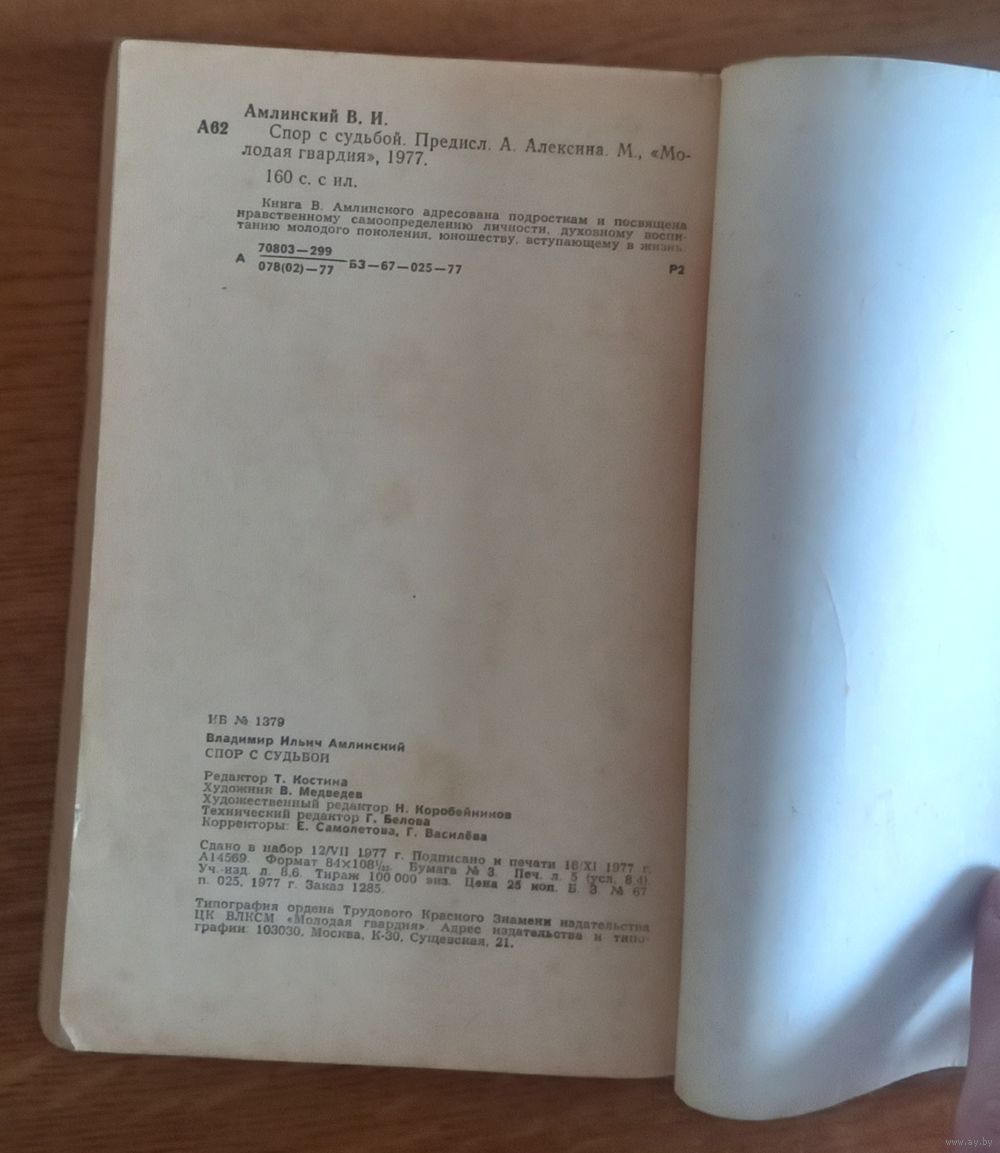 Амлинский В. И.
А62
Спор с судьбой. Предисл. А. Алексина. М., «Мо-
лодая гвардия», 1977.
160 с. с ил.
Книга В. Амлинского адресована подросткам и посвящена
нравственному самоопределению личности, духовному воспи-
танию молодого поколения, юношеству, вступающему в жизнь.
А 70803—299
078(02)—77 БЗ—67—025—77 Р2
ИБ № 1379
Владимир Ильич Амлинский
СПОР С СУДЬБОЙ
Редактор Т. Костина
Художник В. Медведев
Художественный редактор Н. Коробейников
Технический редактор Г. Белова
Корректоры: Е. Самолетова, Г. Василёва
Сдано в набор 12/VII 1977 г. Подписано к печати 16/XI 1977 г.
А14569. Формат 84×108¹/₃₂. Бумага № 3. Печ. л. 5 (усл. 8,4).
Уч.-изд. л. 8,6. Тираж 100 000 экз. Цена 25 коп. Б. З. № 67
п. 025, 1977 г. Заказ 1285.
Типография ордена Трудового Красного Знамени издательства
ЦК ВЛКСМ «Молодая гвардия». Адрес издательства и типо-
графии: 103030, Москва, К-30, Сущевская, 21.
www.ay.by